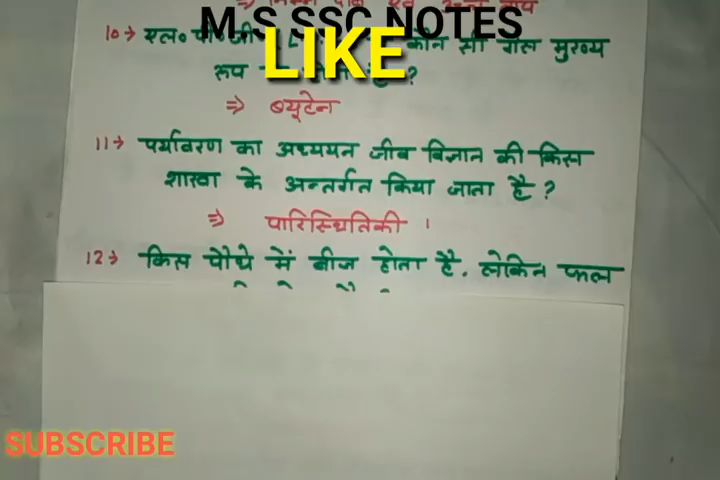 M.S SSC NOTES
LIKE
10→ एल० पी० जी० कौन सी गैस मुख्य
रूप ?
⇒ ब्यूटेन
11→ पर्यावरण का अध्ययन जीव विज्ञान की किस
शाखा के अन्तर्गत किया जाता है ?
⇒ पारिस्थितिकी ।
12→ किस पौधे में बीज होता है. लेकिन फल
SUBSCRIBE